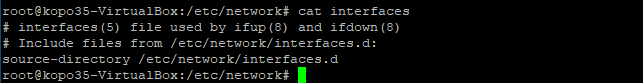 root@kopo35-VirtualBox:/etc/network# cat interfaces
# interfaces(5) file used by ifup(8) and ifdown(8)
# Include files from /etc/network/interfaces.d:
source-directory /etc/network/interfaces.d
root@kopo35-VirtualBox:/etc/network#